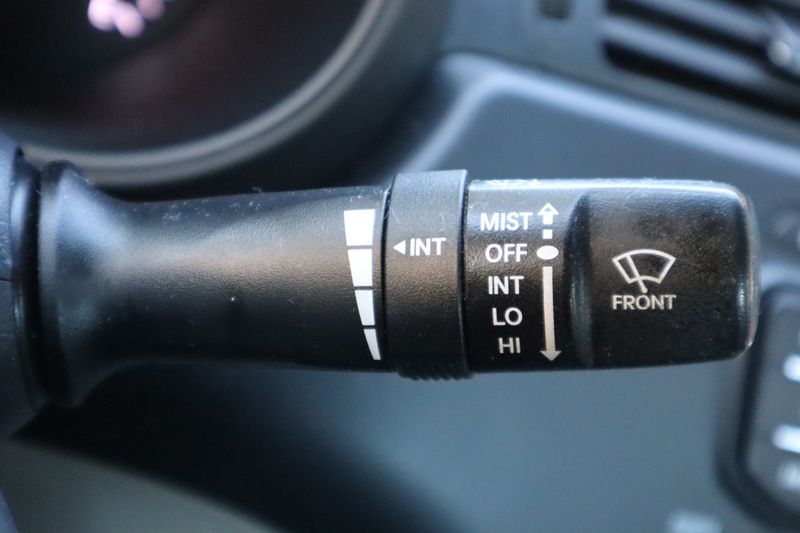 INT
MIST
OFF
INT
LO
HI
FRONT